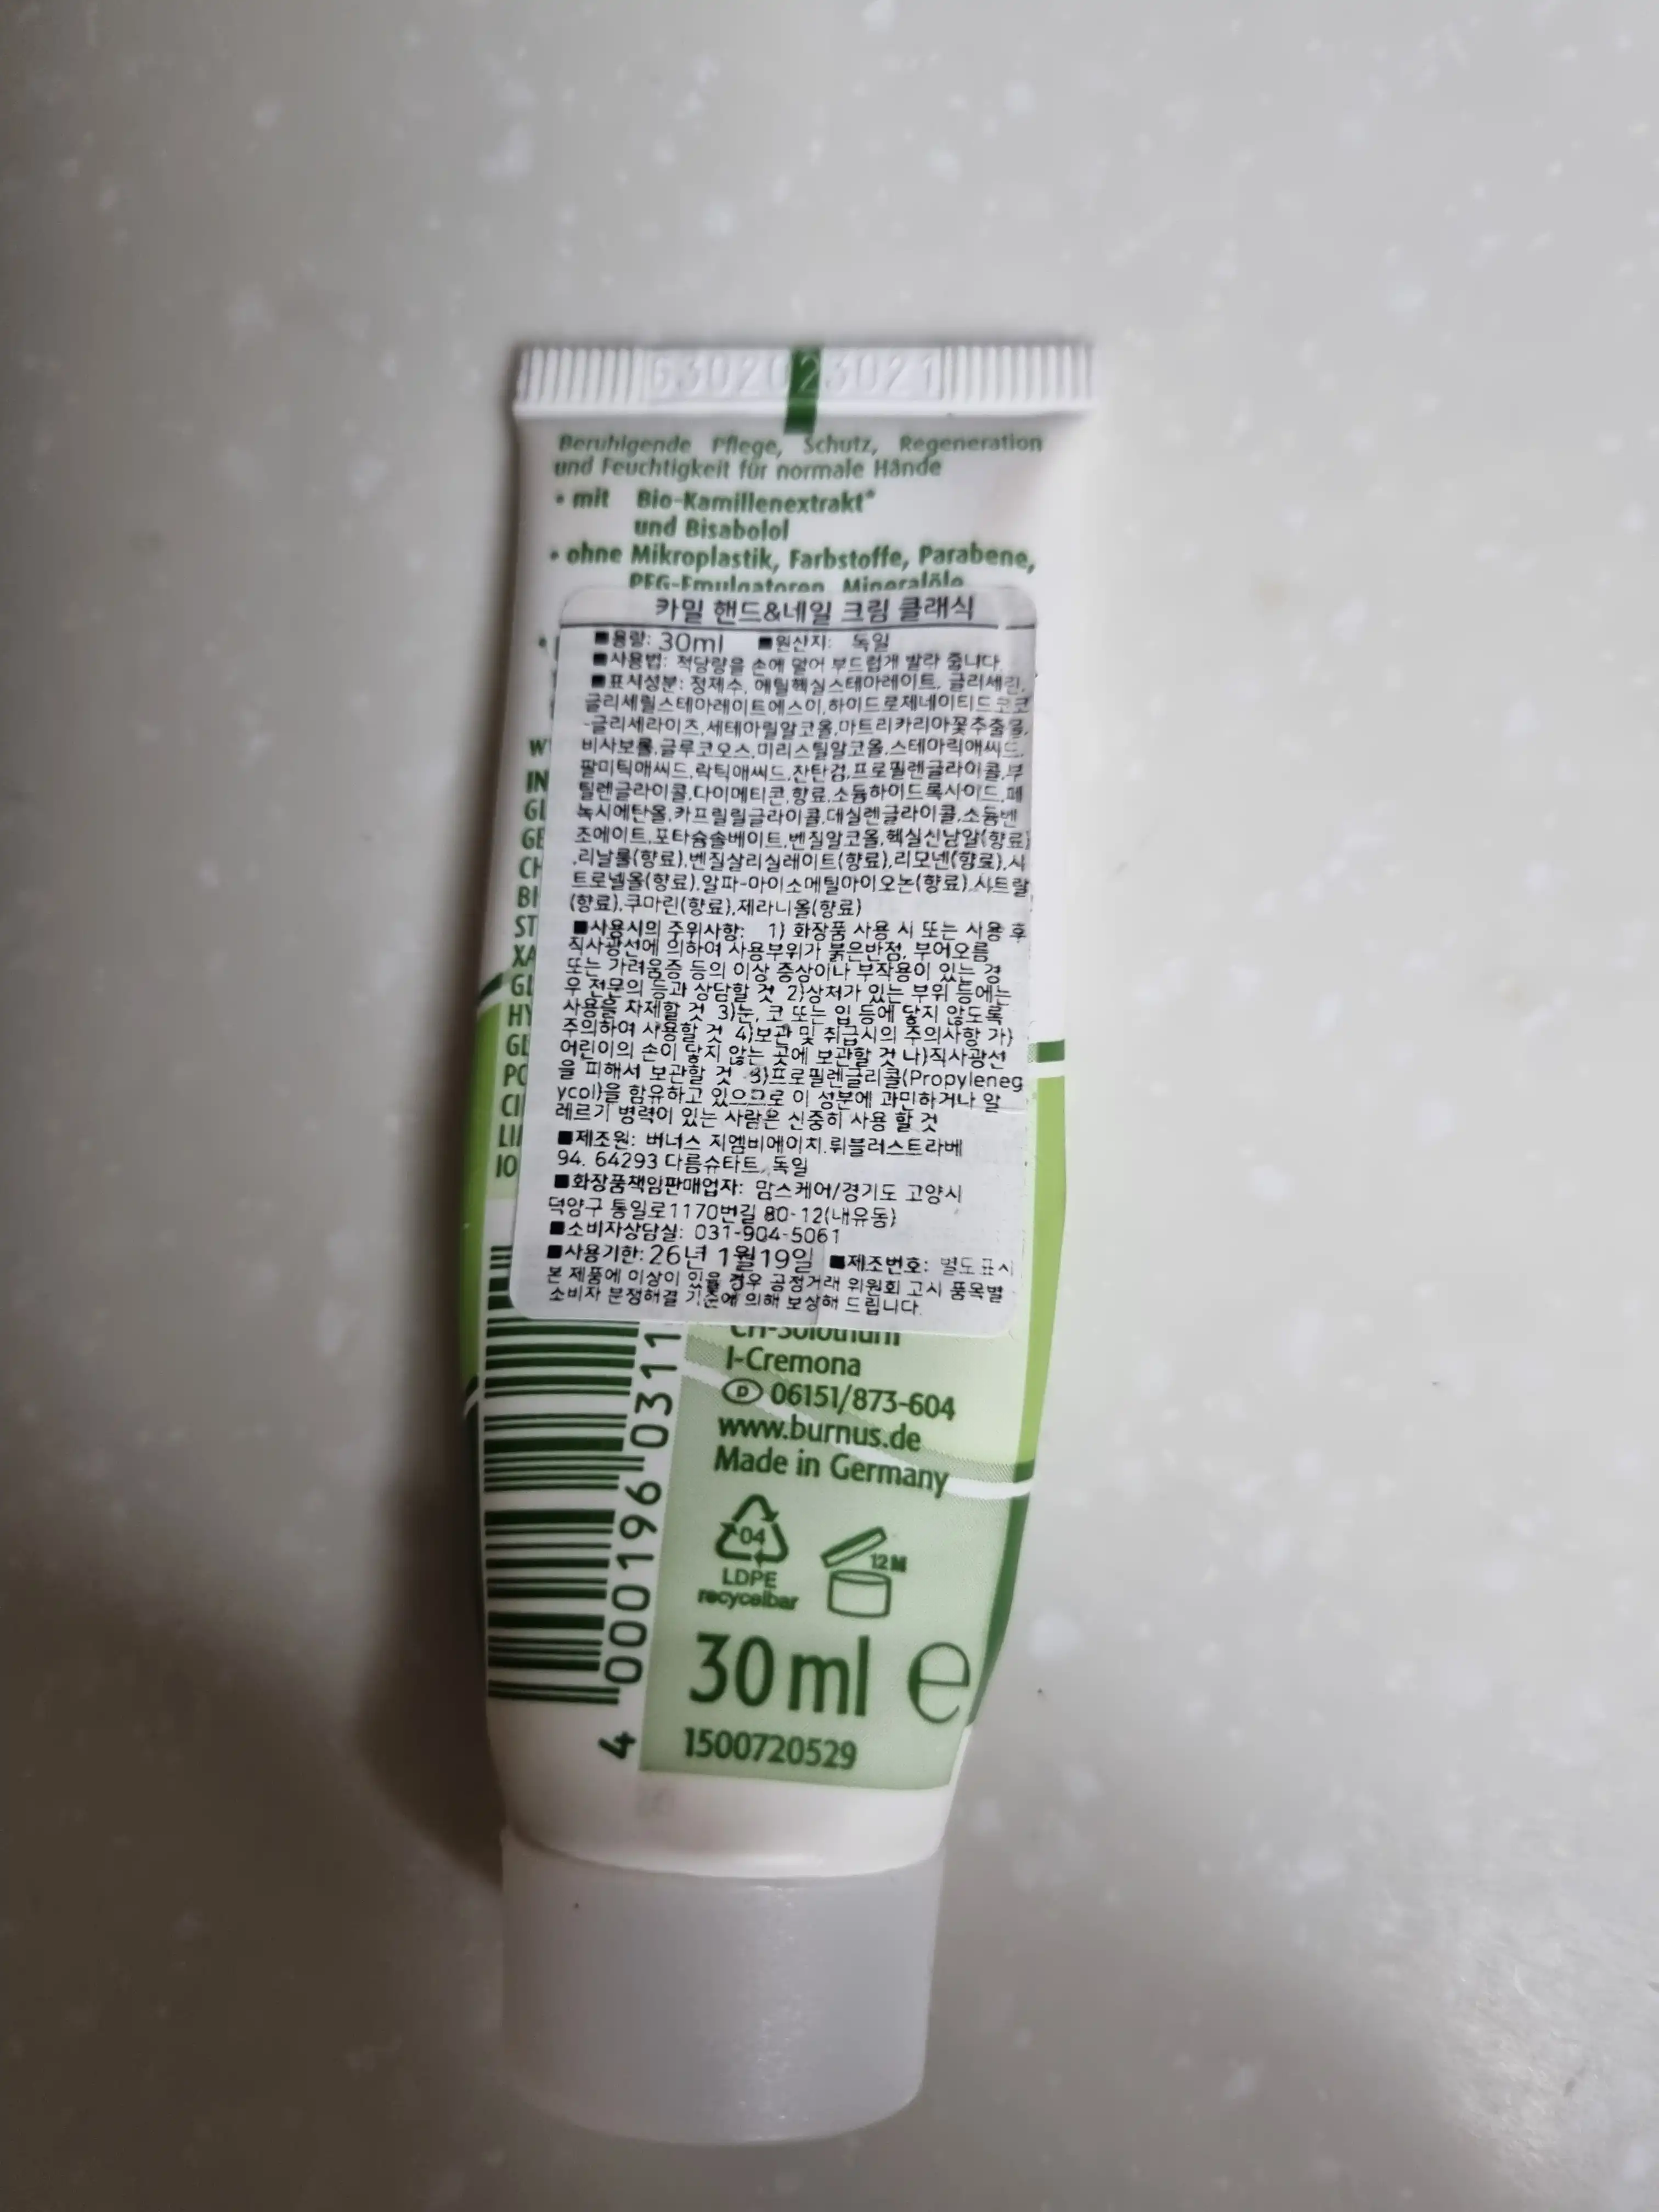 6302023021
Beruhigende Pflege, Schutz, Regeneration
und Feuchtigkeit für normale Hände
• mit Bio-Kamillenextrakt*
und Bisabolol
• ohne Mikroplastik, Farbstoffe, Parabene,
PEG-Emulgatoren, Mineralöle
카밀 핸드&네일 크림 클래식
■용량: 30ml ■원산지: 독일
■사용법: 적당량을 손에 덜어 부드럽게 발라 줍니다.
■표시성분: 정제수, 에틸헥실스테아레이트, 글리세린,
글리세릴스테아레이트에스이,하이드로제네이티드코코
-글리세라이즈,세테아릴알코올,마트리카리아꽃추출물,
비사보롤,글루코오스,미리스틸알코올,스테아릭애씨드,
팔미틱애씨드,락틱애씨드,잔탄검,프로필렌글라이콜,부
틸렌글라이콜,다이메티콘,향료,소듐하이드록사이드,페
녹시에탄올,카프릴릴글라이콜,데실렌글라이콜,소듐벤
조에이트,포타슘솔베이트,벤질알코올,헥실신남알(향료)
,리날룰(향료),벤질살리실레이트(향료),리모넨(향료),시
트로넬올(향료),알파-아이소메틸아이오논(향료),시트랄
(향료),쿠마린(향료),제라니올(향료)
■사용시의 주위사항: 1) 화장품 사용 시 또는 사용 후
직사광선에 의하여 사용부위가 붉은반점, 부어오름
또는 가려움증 등의 이상 증상이나 부작용이 있는 경
우 전문의 등과 상담할 것 2)상처가 있는 부위 등에는
사용을 자제할 것 3)눈, 코 또는 입 등에 닿지 않도록
주의하여 사용할 것 4)보관 및 취급시의 주의사항 가)
어린이의 손이 닿지 않는 곳에 보관할 것 나)직사광선
을 피해서 보관할 것 3)프로필렌글리콜(Propyleneg
ycol)을 함유하고 있으므로 이 성분에 과민하거나 알
레르기 병력이 있는 사람은 신중히 사용 할 것
■제조원: 버너스 지엠비에이치.뤼블러스트라베
94. 64293 다름슈타트, 독일
■화장품책임판매업자: 맘스케어/경기도 고양시
덕양구 통일로1170번길 80-12(내유동)
■소비자상담실: 031-904-5061
■사용기한: 26년 1월19일 ■제조번호: 별도표시
본 제품에 이상이 있을 경우 공정거래 위원회 고시 품목별
소비자 분정해결 기준에 의해 보상해 드립니다.
W
IN
GL
GE
CH
BI
ST
XA
GL
HY
GL
PO
CI
LI
IO
CH-Solothurn
I-Cremona
D 06151/873-604
www.burnus.de
Made in Germany
04
LDPE
recycelbar
12 M
30 ml e
1500720529
4 000196 0311